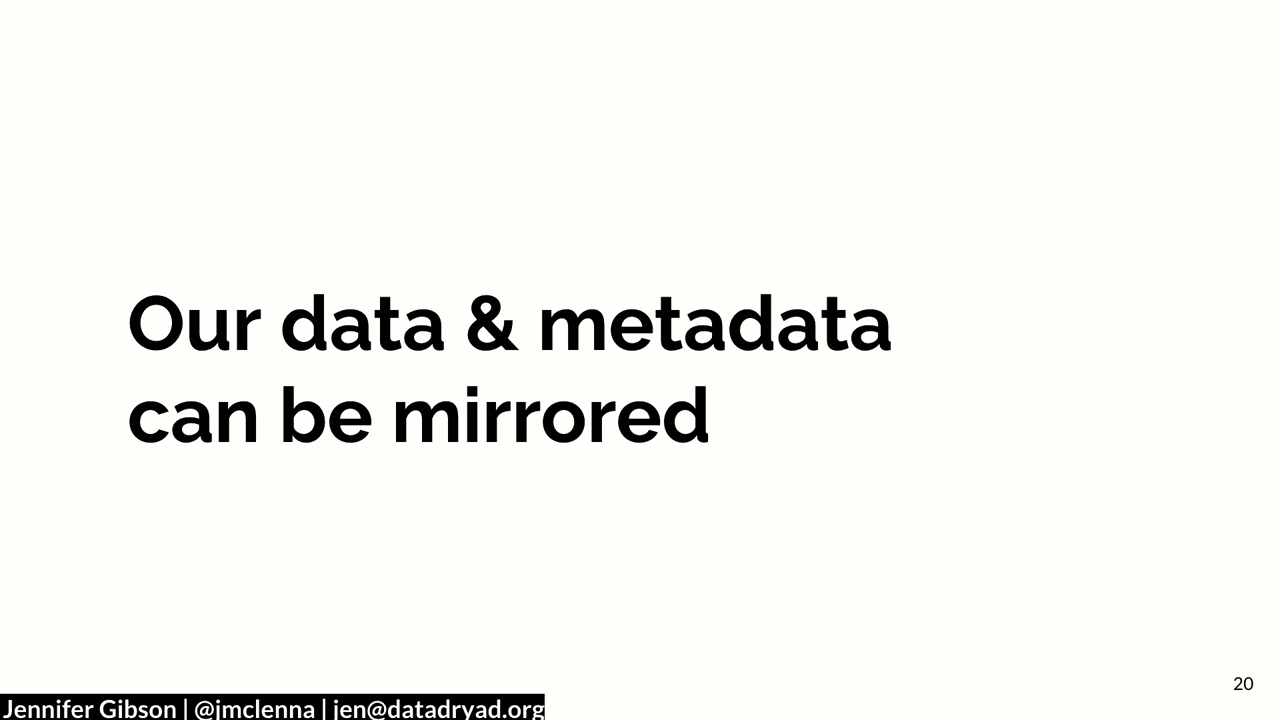 Our data & metadata
can be mirrored
20
Jennifer Gibson | @jmclenna | jen@datadryad.org